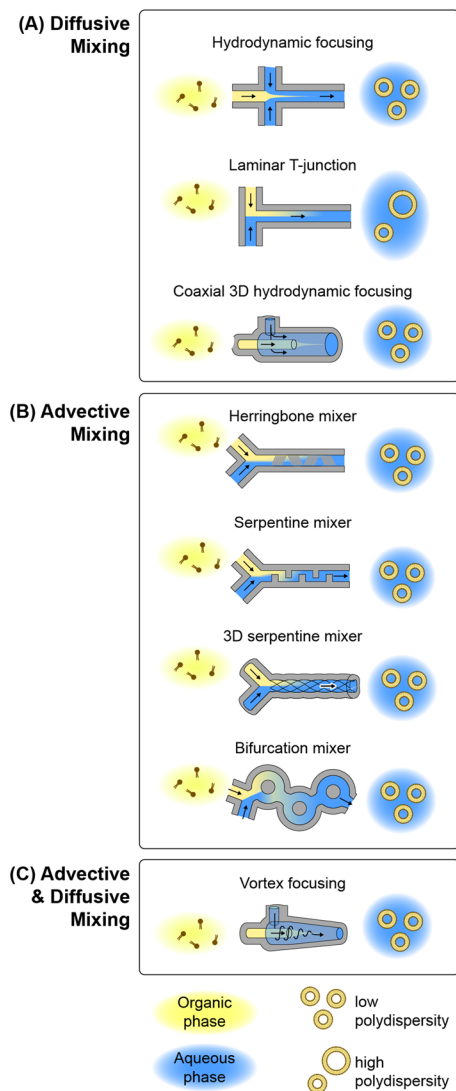 (A) Diffusive
Mixing
Hydrodynamic focusing
Laminar T-junction
Coaxial 3D hydrodynamic focusing
(B) Advective
Mixing
Herringbone mixer
Serpentine mixer
3D serpentine mixer
Bifurcation mixer
(C) Advective
& Diffusive
Mixing
Vortex focusing
Organic
phase
low
polydispersity
Aqueous
phase
high
polydispersity